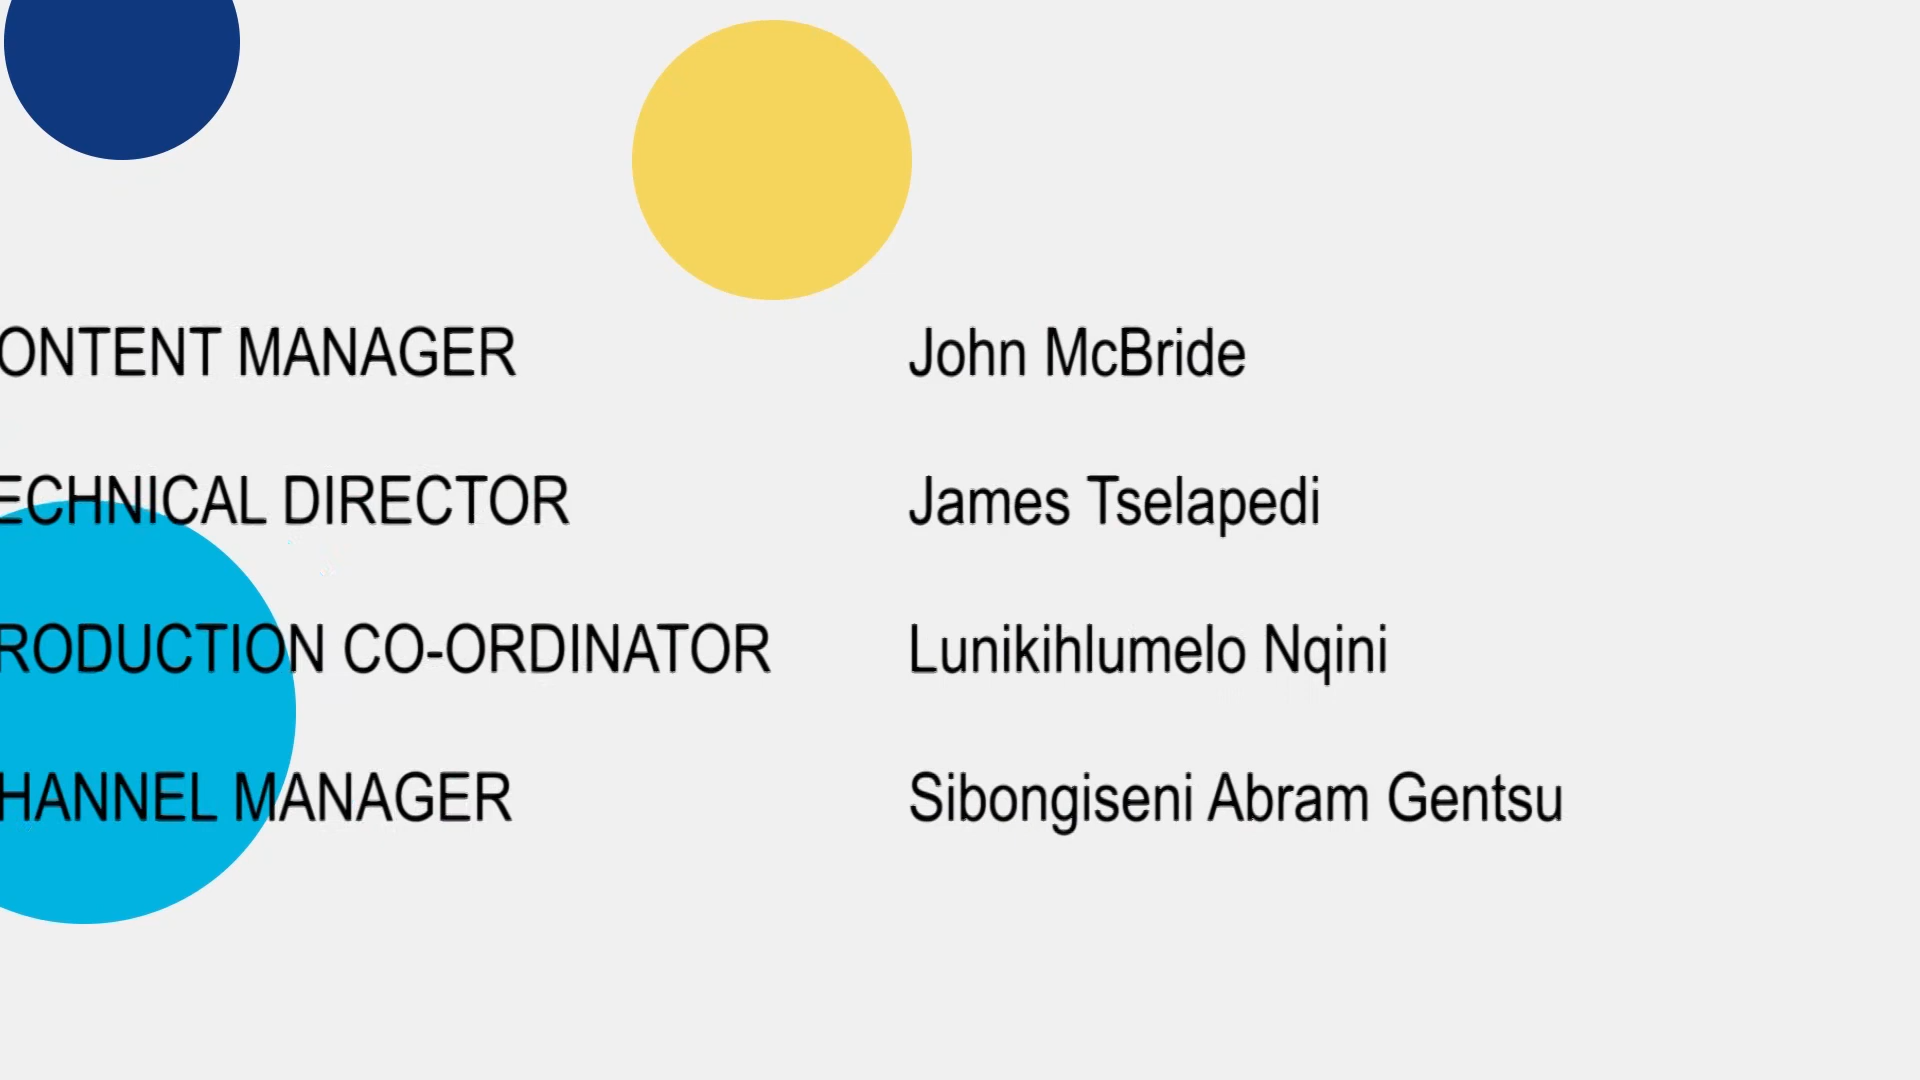 ONTENT MANAGER John McBride
ECHNICAL DIRECTOR James Tselapedi
RODUCTION CO-ORDINATOR Lunikihlumelo Nqini
HANNEL MANAGER Sibongiseni Abram Gentsu